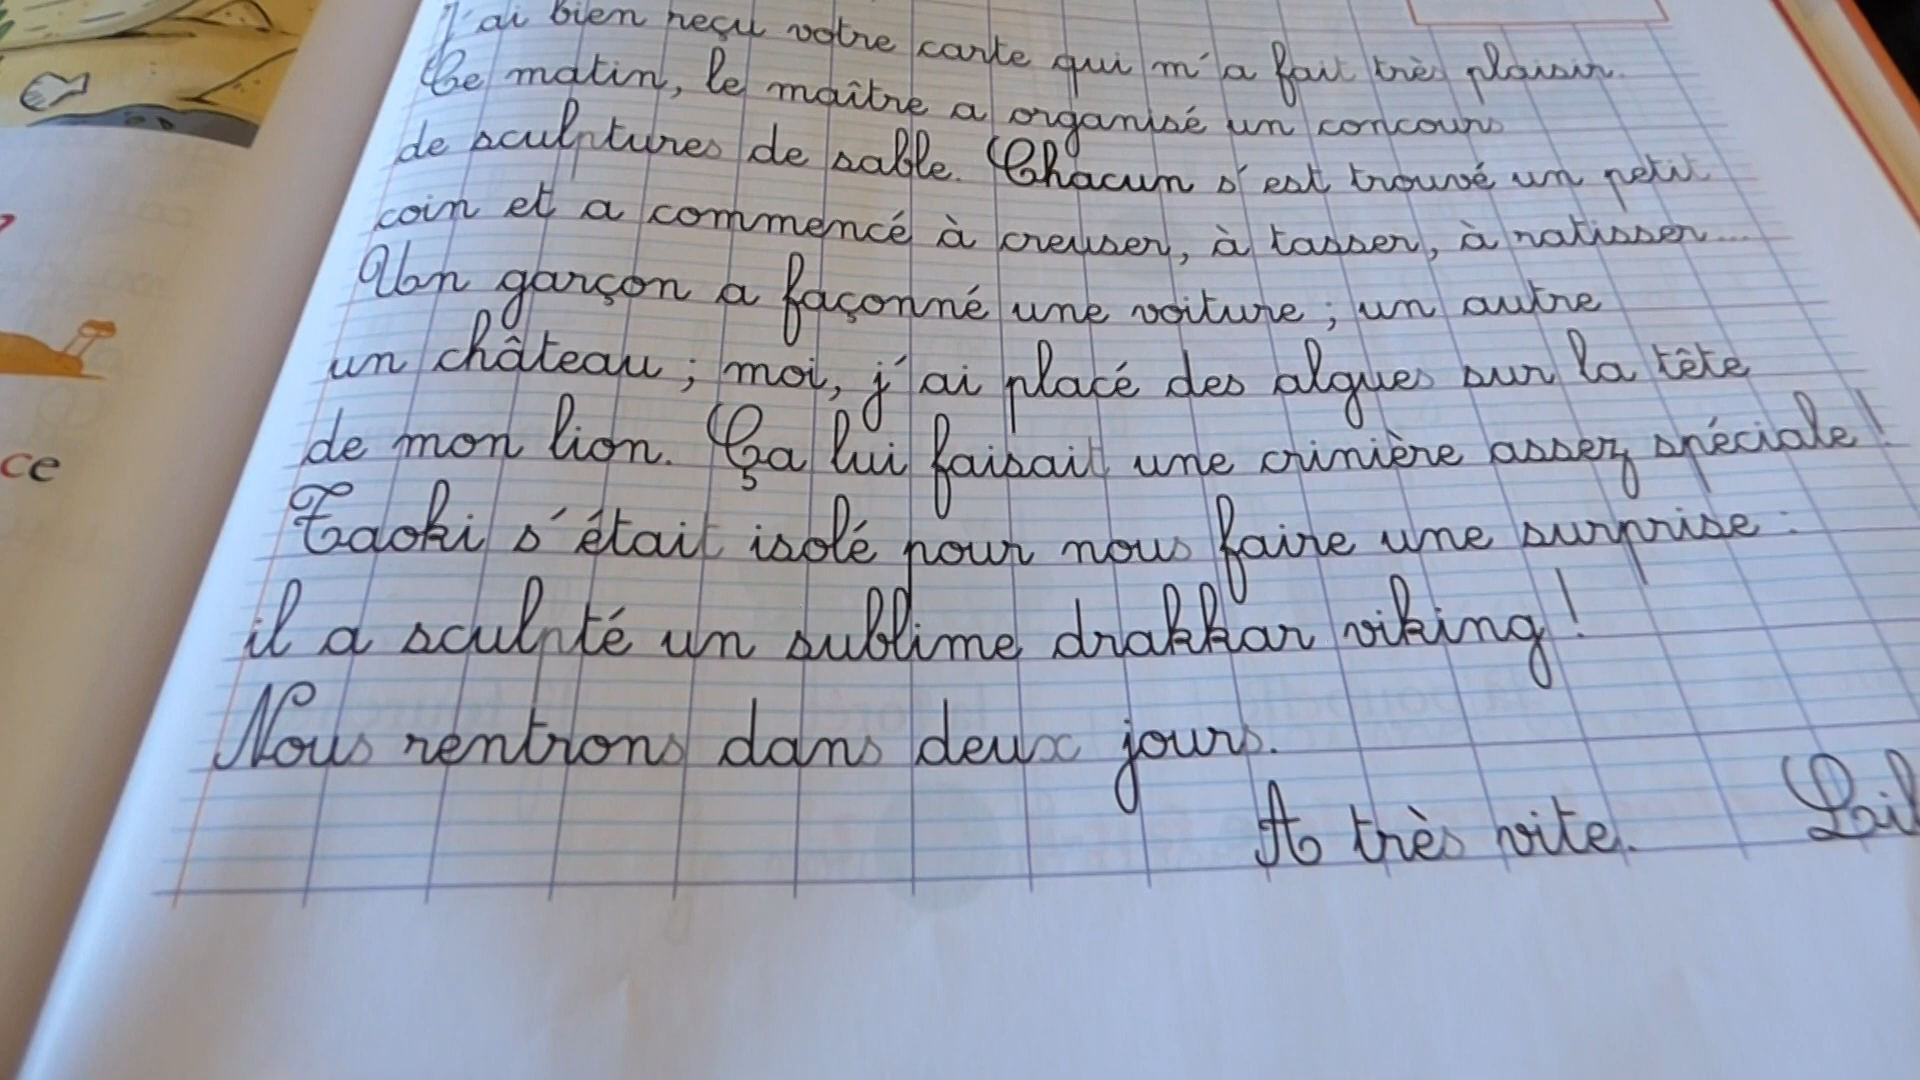 J'ai bien reçu votre carte qui m'a fait très plaisir.
Ce matin, le maître a organisé un concours
de sculptures de sable. Chacun s'est trouvé un petit
coin et a commencé à creuser, à tasser, à ratisser...
Un garçon a façonné une voiture ; un autre
un château ; moi, j'ai placé des algues sur la tête
de mon lion. Ça lui faisait une crinière assez spéciale !
Taoki s'était isolé pour nous faire une surprise :
il a sculpté un sublime drakkar viking !
Nous rentrons dans deux jours.
A très vite.
ce